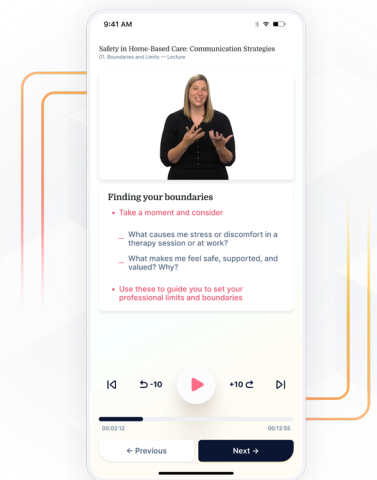 9:41 AM
Safety in Home-Based Care: Communication Strategies
01. Boundaries and Limits — Lecture
Finding your boundaries
• Take a moment and consider
— What causes me stress or discomfort in a
therapy session or at work?
— What makes me feel safe, supported, and
valued? Why?
• Use these to guide you to set your
professional limits and boundaries
-10
+10
00:02:12
00:12:55
← Previous
Next →